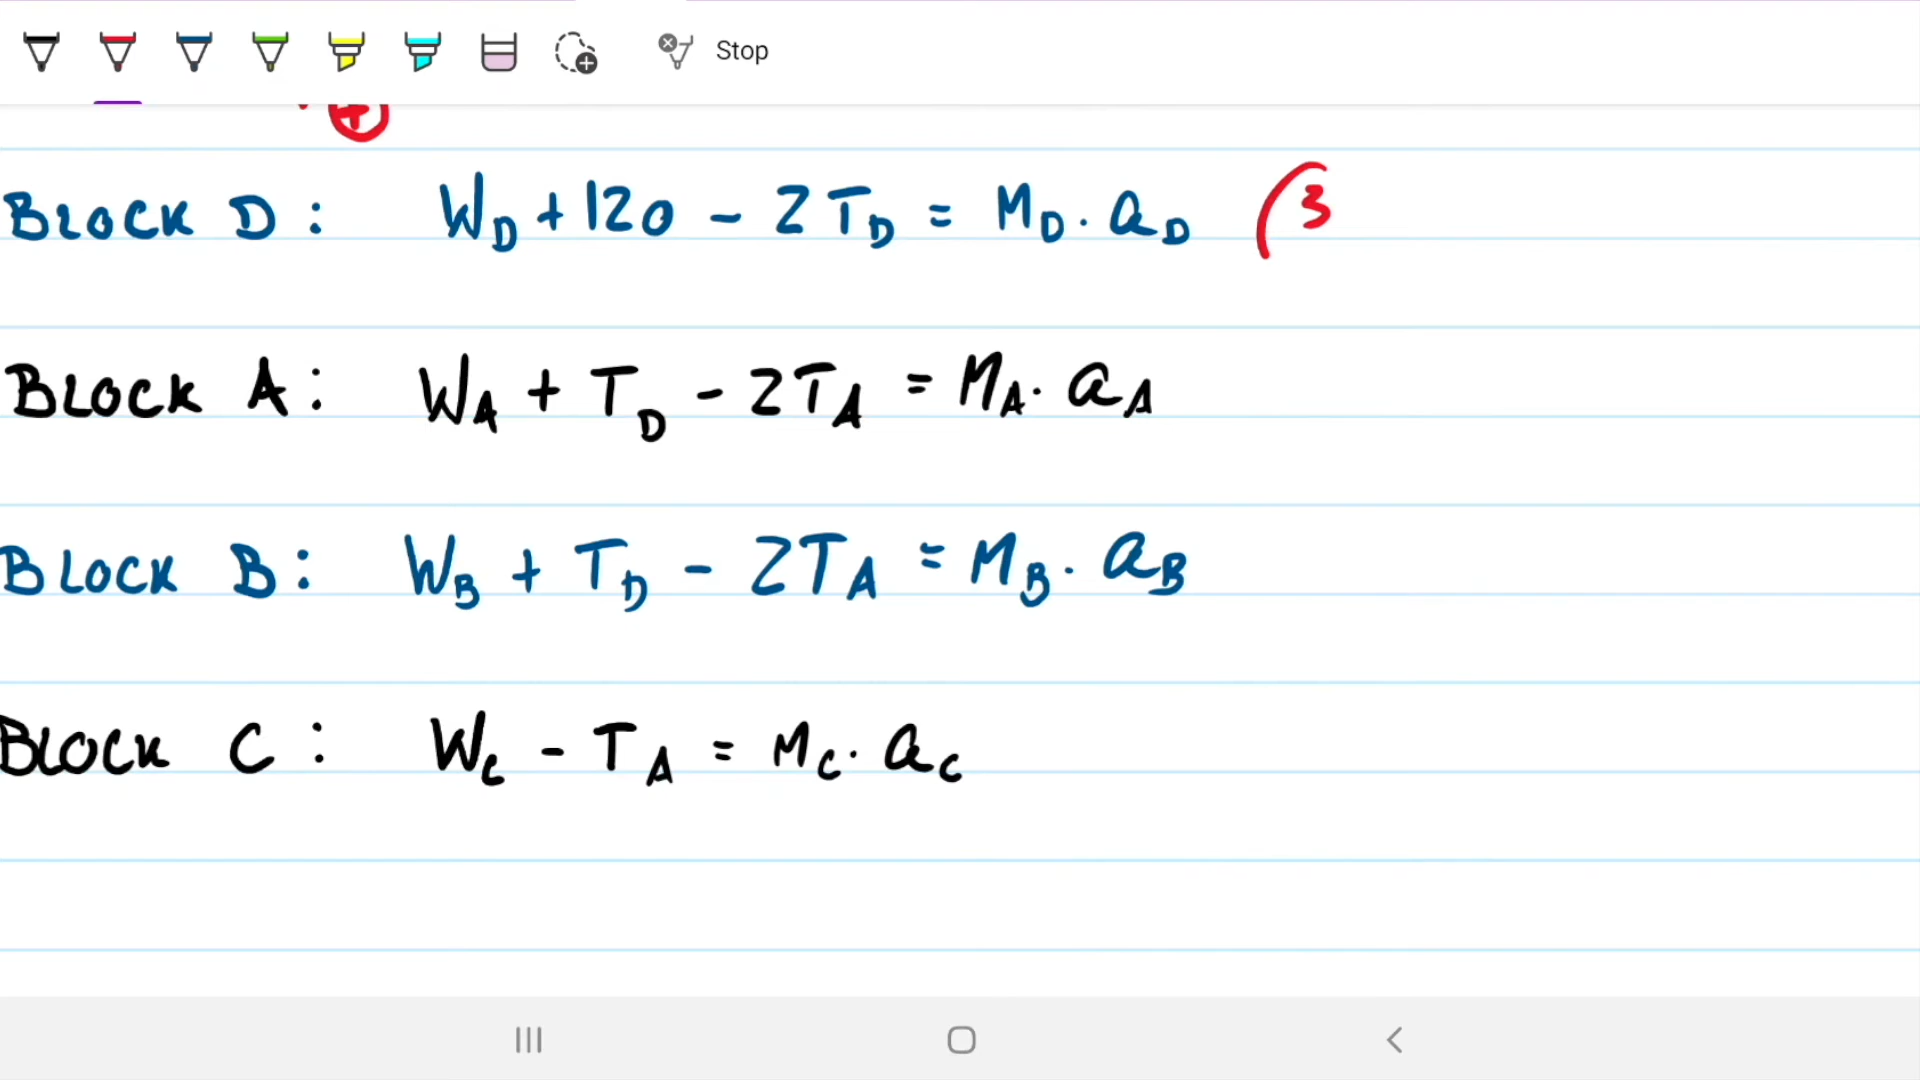 Stop
+
BLOCK D: W_D + 120 - 2T_D = M_D · a_D (3
BLOCK A: W_A + T_D - 2T_A = M_A · a_A
BLOCK B: W_B + T_D - 2T_A = M_B · a_B
BLOCK C: W_C - T_A = M_C · a_C